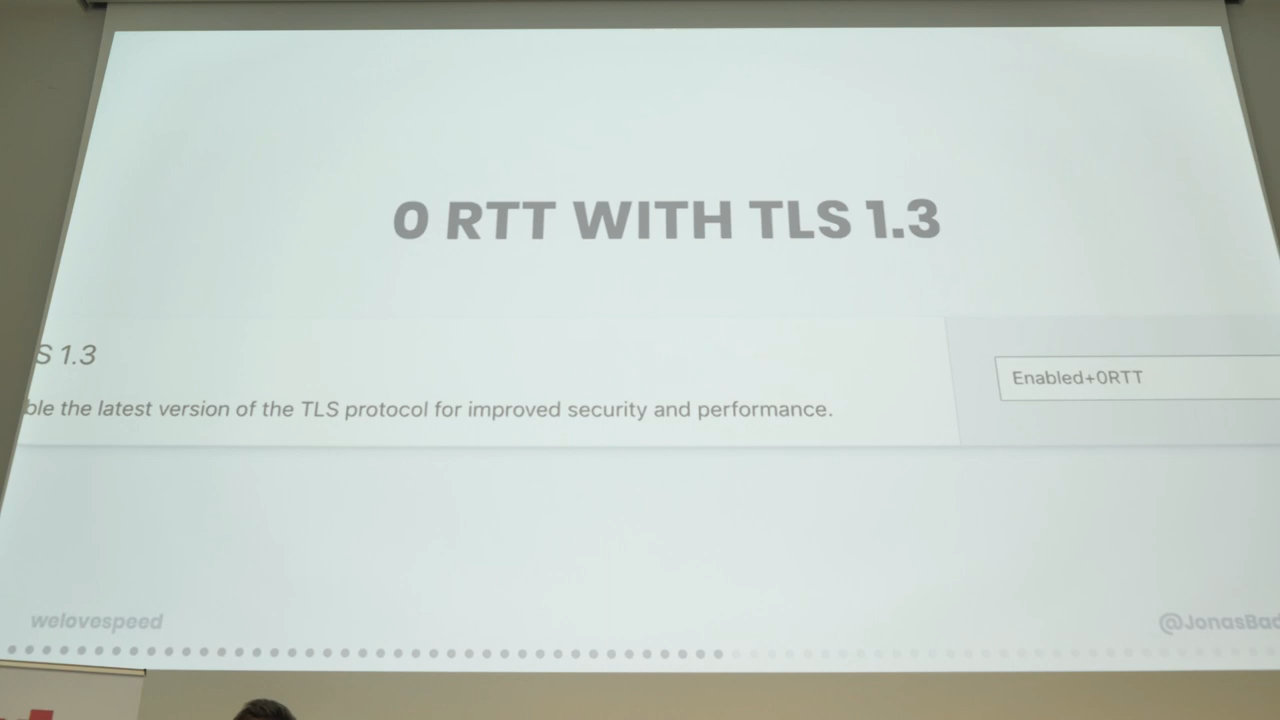 0 RTT WITH TLS 1.3
S 1.3
Enabled+0RTT
ble the latest version of the TLS protocol for improved security and performance.
welovespeed
@JonasBad